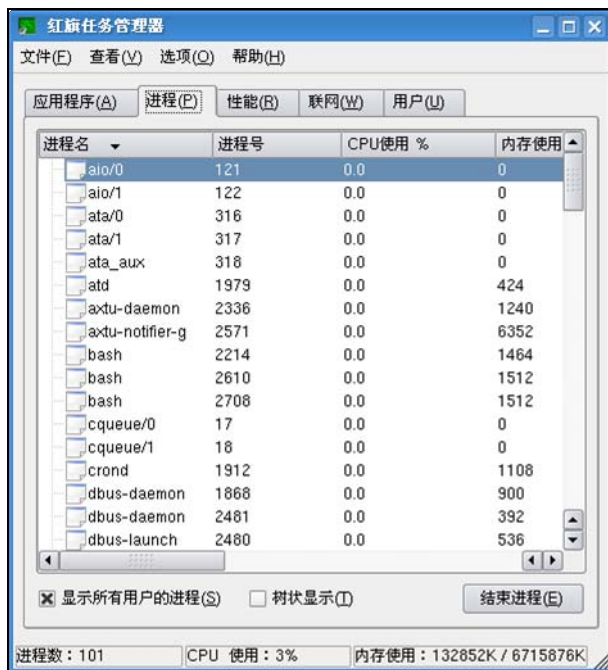 红旗任务管理器
文件(F) 查看(V) 选项(O) 帮助(H)
应用程序(A) 进程(P) 性能(R) 联网(W) 用户(U)
进程名 进程号 CPU使用 % 内存使用
aio/0 121 0.0 0
aio/1 122 0.0 0
ata/0 316 0.0 0
ata/1 317 0.0 0
ata_aux 318 0.0 0
atd 1979 0.0 424
axtu-daemon 2336 0.0 1240
axtu-notifier-g 2571 0.0 6352
bash 2214 0.0 1464
bash 2610 0.0 1512
bash 2708 0.0 1512
cqueue/0 17 0.0 0
cqueue/1 18 0.0 0
crond 1912 0.0 1108
dbus-daemon 1868 0.0 900
dbus-daemon 2481 0.0 392
dbus-launch 2480 0.0 536
显示所有用户的进程(S) 树状显示(T) 结束进程(E)
进程数：101 CPU 使用：3% 内存使用：132852K / 6715876K